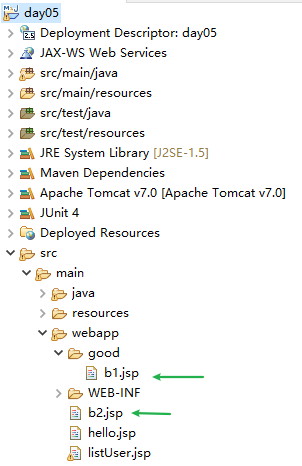 day05
Deployment Descriptor: day05
JAX-WS Web Services
src/main/java
src/main/resources
src/test/java
src/test/resources
JRE System Library [J2SE-1.5]
Maven Dependencies
Apache Tomcat v7.0 [Apache Tomcat v7.0]
JUnit 4
Deployed Resources
src
main
java
resources
webapp
good
b1.jsp
WEB-INF
b2.jsp
hello.jsp
listUser.jsp